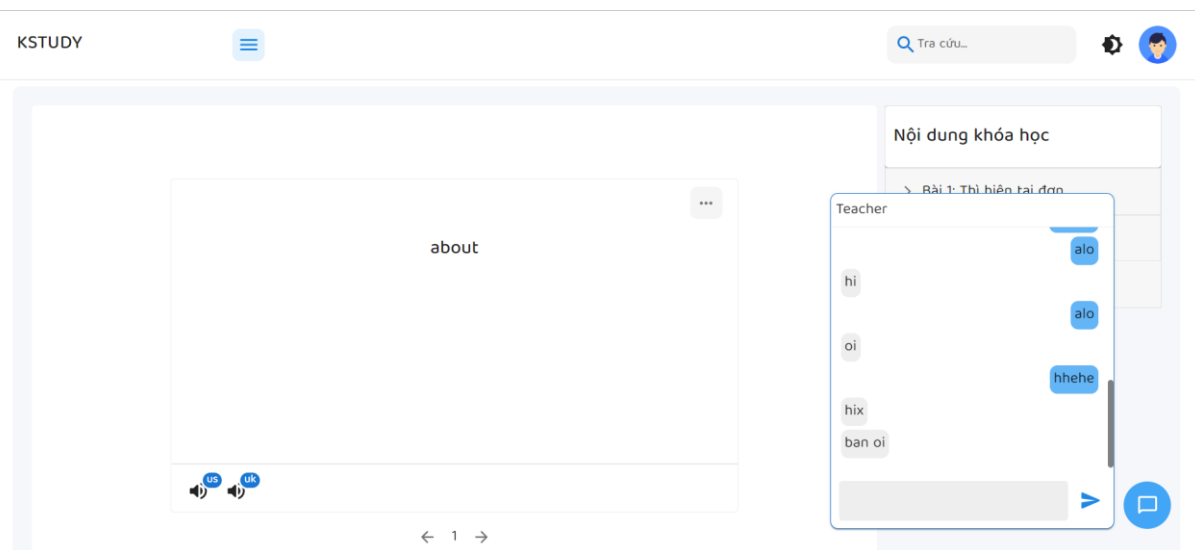 KSTUDY
Tra cứu...
Nội dung khóa học
Bài 1: Thì hiện tại đơn
...
about
Teacher
alo
hi
alo
oi
hhehe
hix
ban oi
us uk
1